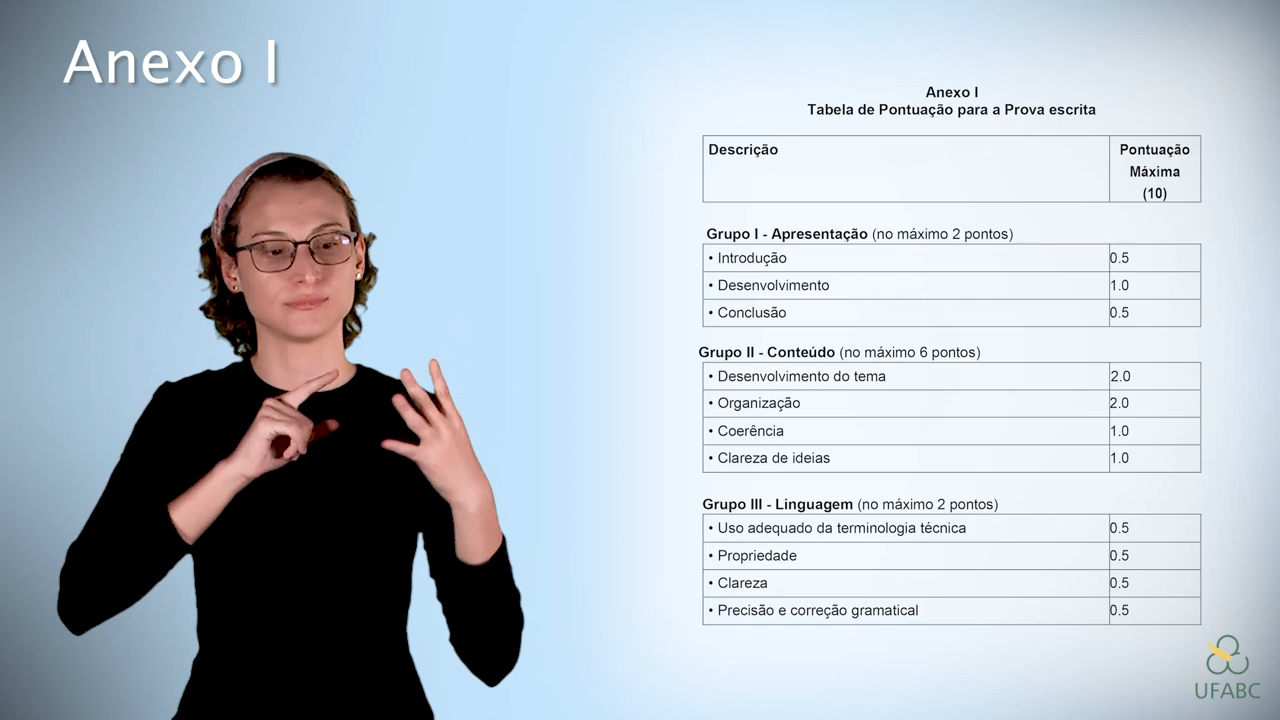 Anexo I
Anexo I
Tabela de Pontuação para a Prova escrita
Descrição
Pontuação
Máxima
(10)
Grupo I - Apresentação (no máximo 2 pontos)
• Introdução 0.5
• Desenvolvimento 1.0
• Conclusão 0.5
Grupo II - Conteúdo (no máximo 6 pontos)
• Desenvolvimento do tema 2.0
• Organização 2.0
• Coerência 1.0
• Clareza de ideias 1.0
Grupo III - Linguagem (no máximo 2 pontos)
• Uso adequado da terminologia técnica 0.5
• Propriedade 0.5
• Clareza 0.5
• Precisão e correção gramatical 0.5
UFABC